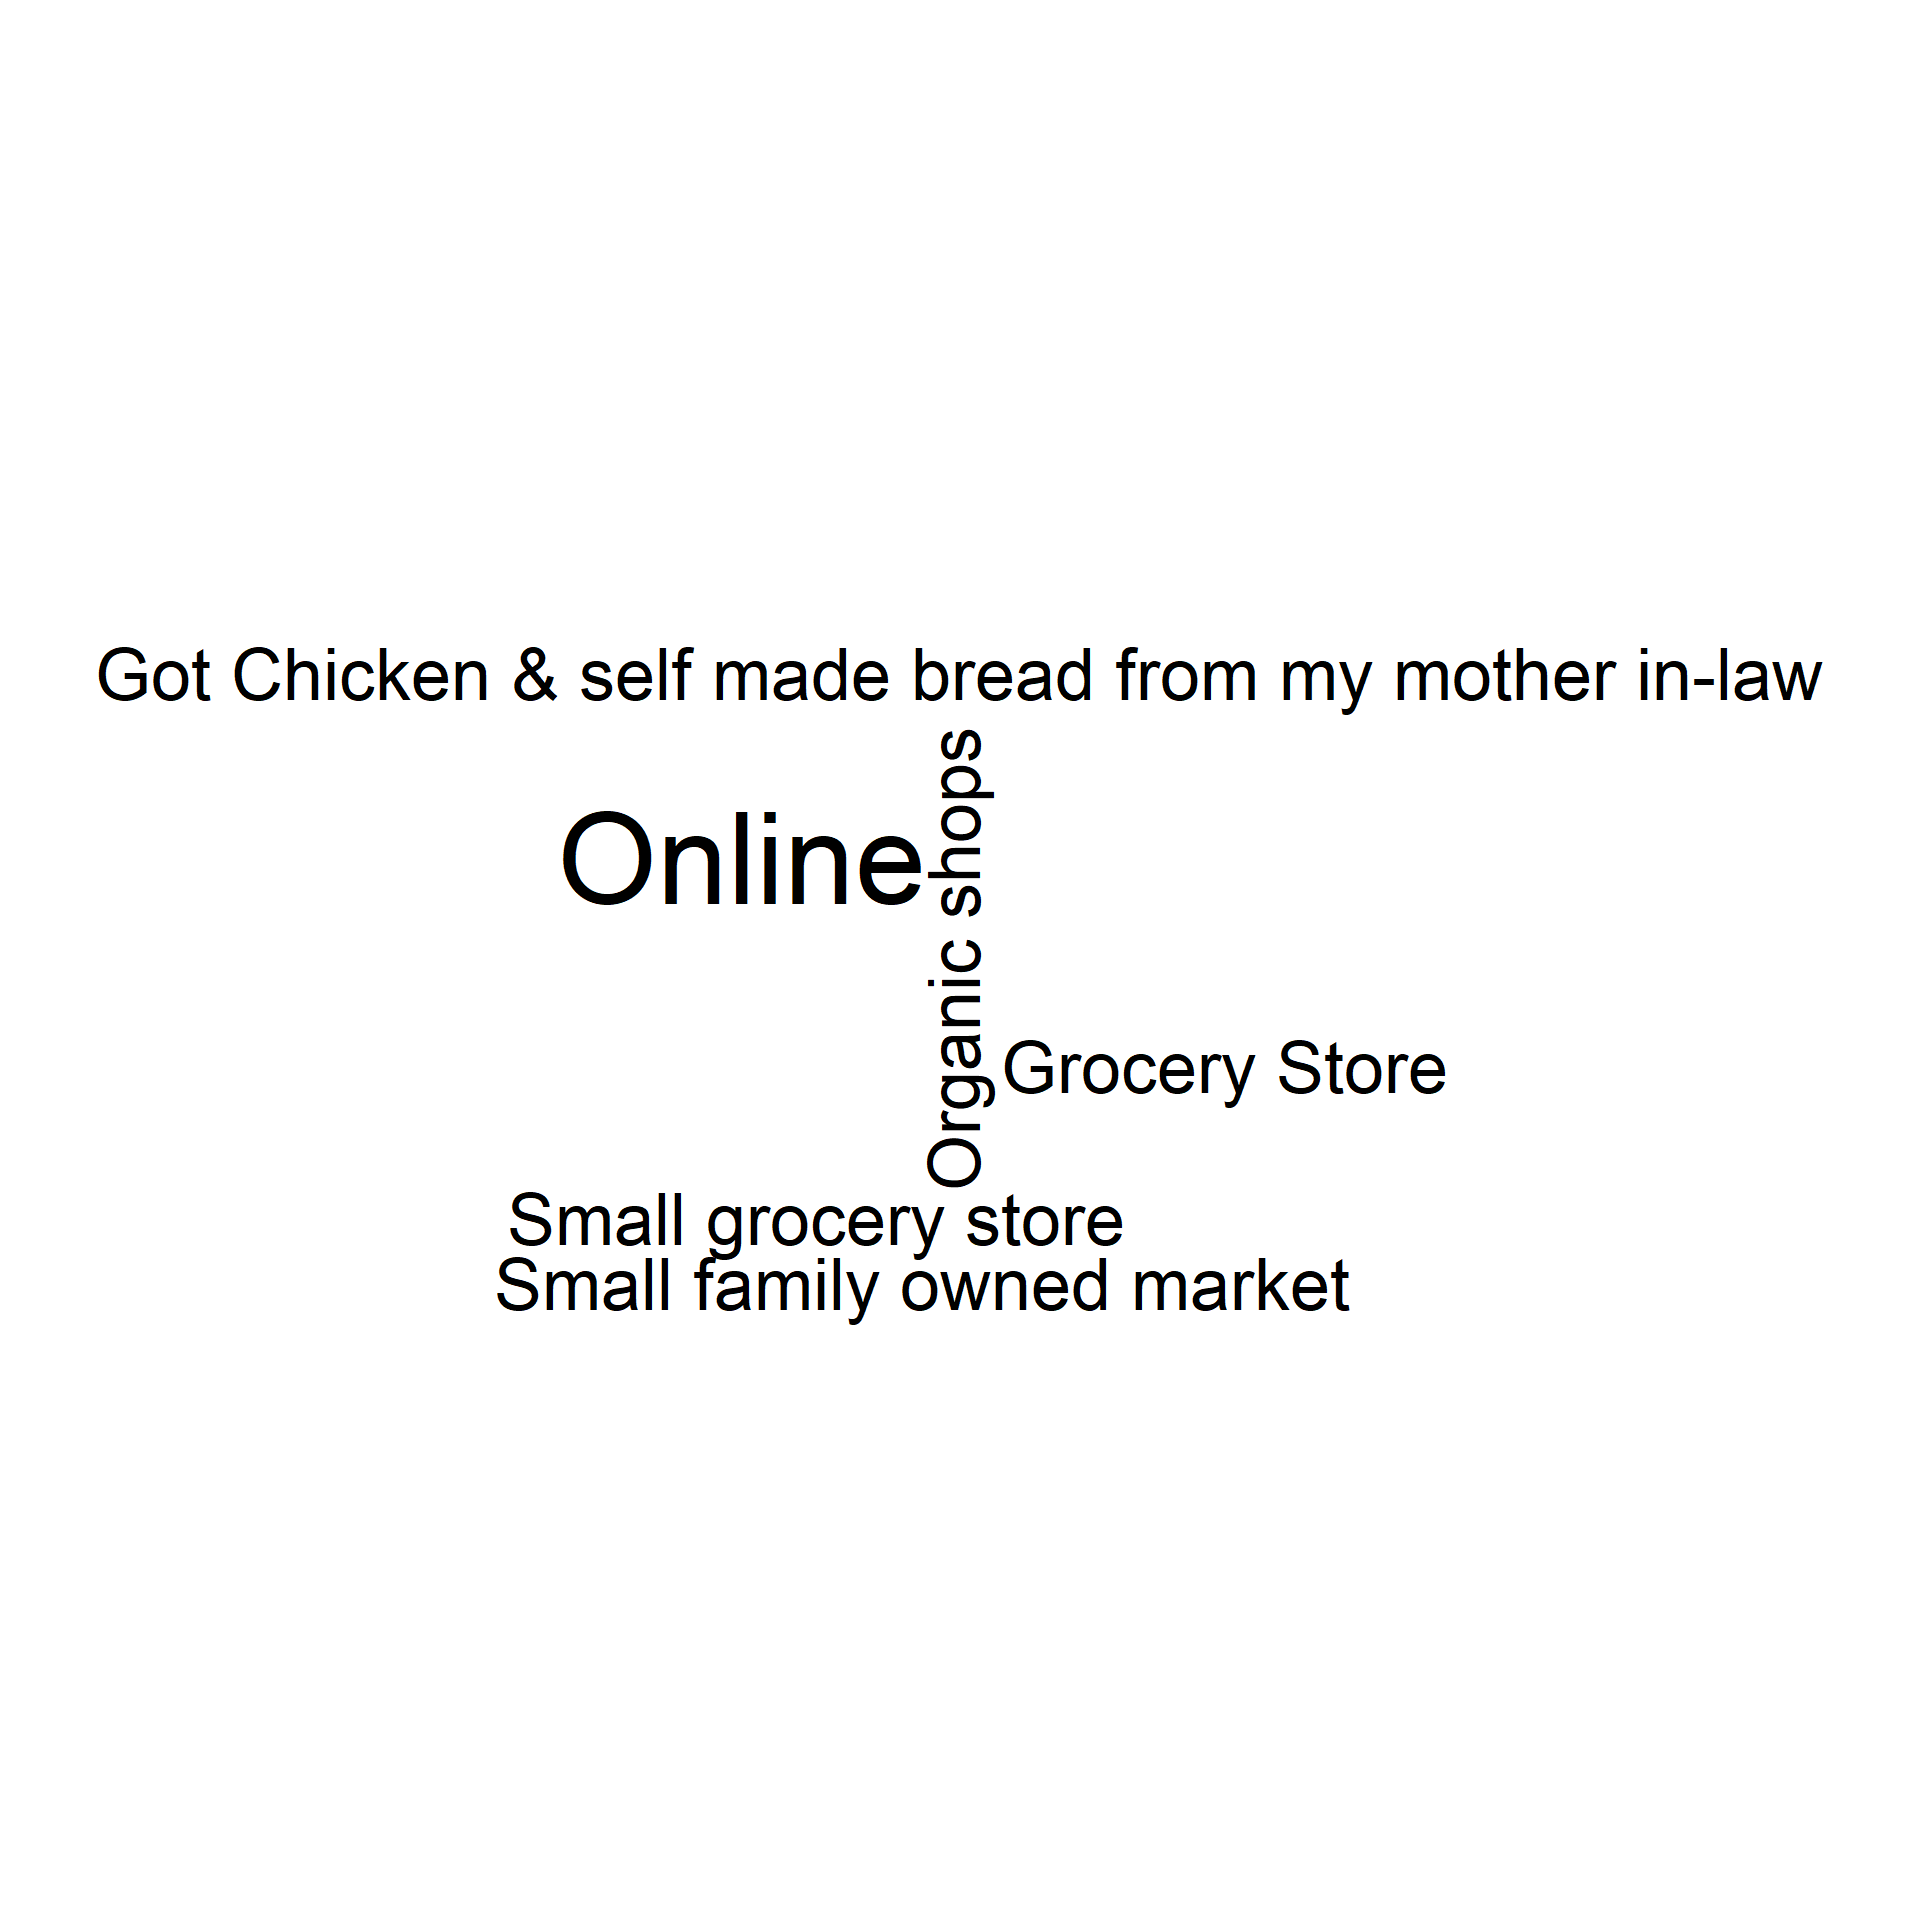 Got Chicken & self made bread from my mother in-law
Online
Organic shops
Grocery Store
Small grocery store
Small family owned market